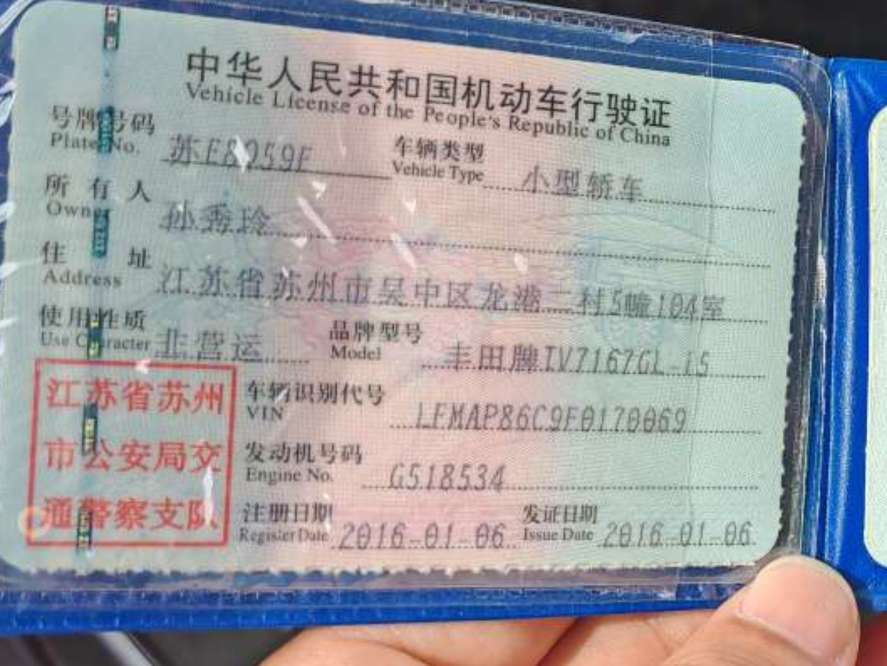 中华人民共和国机动车行驶证
Vehicle License of the People's Republic of China
号牌号码 苏E8059F 车辆类型 小型轿车
Plate No. Vehicle Type
所有人 孙秀玲
Owner
住址 江苏省苏州市吴中区龙港二村5幢104室
Address
使用性质 非营运 品牌型号 丰田牌TV7167GL-i5
Use Character Model
江苏省苏州
市公安局交
通警察支队
车辆识别代号 LFMAP86C9F0170069
VIN
发动机号码 G518534
Engine No.
注册日期 2016-01-06 发证日期 2016-01-06
Register Date Issue Date